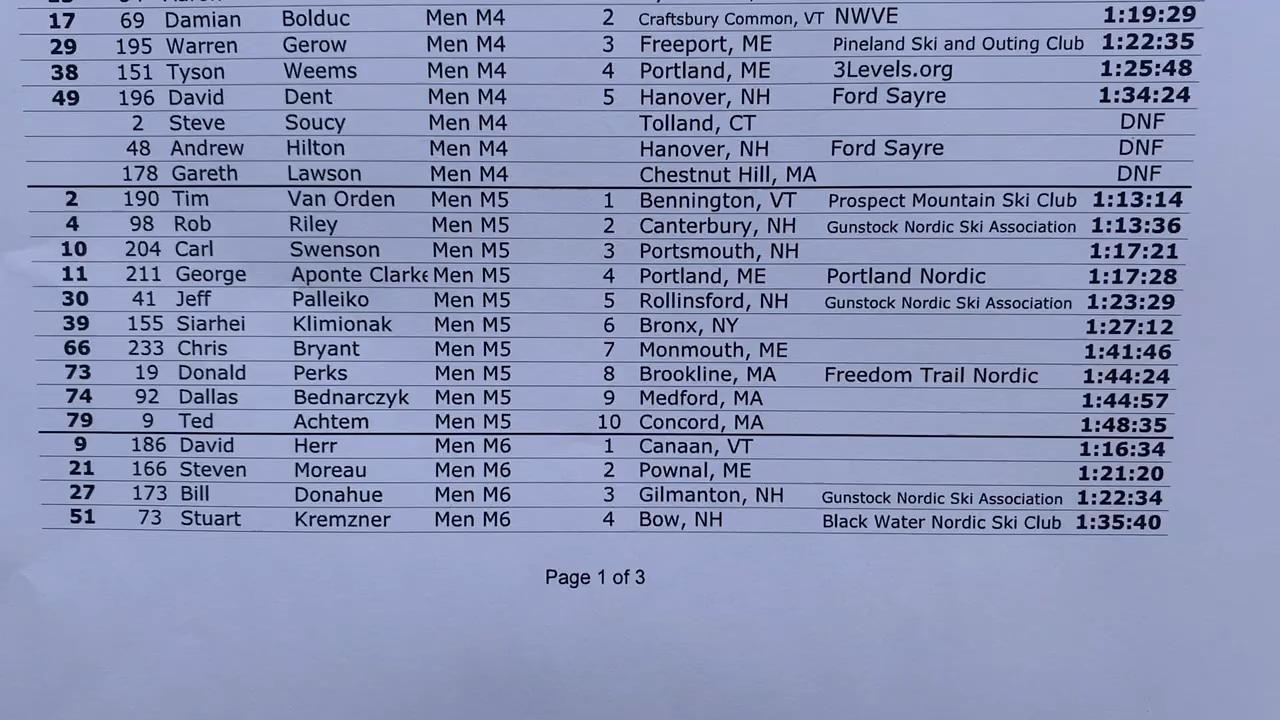 17 69 Damian Bolduc Men M4 2 Craftsbury Common, VT NWVE 1:19:29
29 195 Warren Gerow Men M4 3 Freeport, ME Pineland Ski and Outing Club 1:22:35
38 151 Tyson Weems Men M4 4 Portland, ME 3Levels.org 1:25:48
49 196 David Dent Men M4 5 Hanover, NH Ford Sayre 1:34:24
2 Steve Soucy Men M4 Tolland, CT DNF
48 Andrew Hilton Men M4 Hanover, NH Ford Sayre DNF
178 Gareth Lawson Men M4 Chestnut Hill, MA DNF
2 190 Tim Van Orden Men M5 1 Bennington, VT Prospect Mountain Ski Club 1:13:14
4 98 Rob Riley Men M5 2 Canterbury, NH Gunstock Nordic Ski Association 1:13:36
10 204 Carl Swenson Men M5 3 Portsmouth, NH 1:17:21
11 211 George Aponte Clarke Men M5 4 Portland, ME Portland Nordic 1:17:28
30 41 Jeff Palleiko Men M5 5 Rollinsford, NH Gunstock Nordic Ski Association 1:23:29
39 155 Siarhei Klimionak Men M5 6 Bronx, NY 1:27:12
66 233 Chris Bryant Men M5 7 Monmouth, ME 1:41:46
73 19 Donald Perks Men M5 8 Brookline, MA Freedom Trail Nordic 1:44:24
74 92 Dallas Bednarczyk Men M5 9 Medford, MA 1:44:57
79 9 Ted Achtem Men M5 10 Concord, MA 1:48:35
9 186 David Herr Men M6 1 Canaan, VT 1:16:34
21 166 Steven Moreau Men M6 2 Pownal, ME 1:21:20
27 173 Bill Donahue Men M6 3 Gilmanton, NH Gunstock Nordic Ski Association 1:22:34
51 73 Stuart Kremzner Men M6 4 Bow, NH Black Water Nordic Ski Club 1:35:40
Page 1 of 3